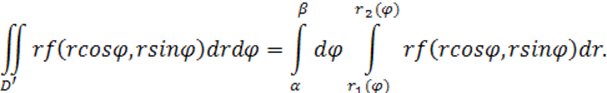 ∬_{D′} rf(rcosφ,rsinφ)drdφ = ∫_{α}^{β} dφ ∫_{r₁(φ)}^{r₂(φ)} rf(rcosφ,rsinφ)dr.